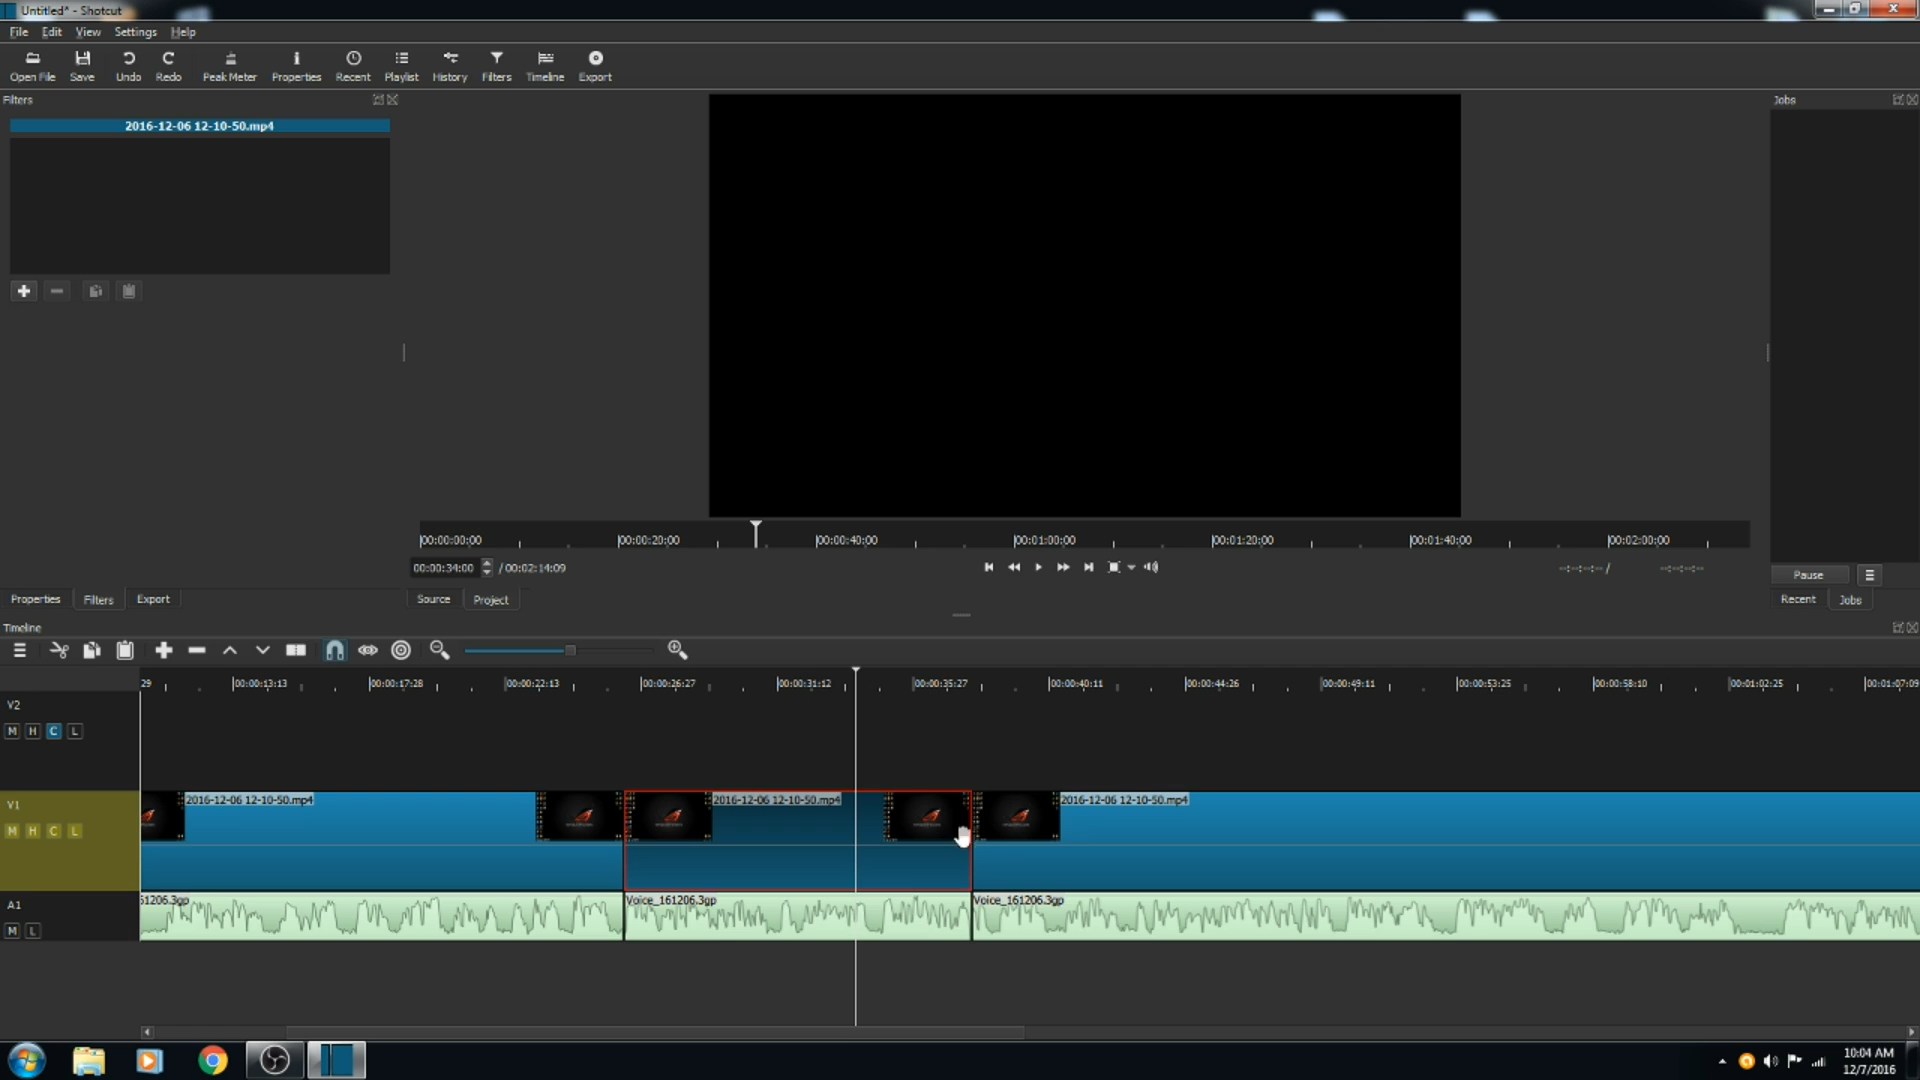 Untitled* - Shotcut
File Edit View Settings Help
Open File Save Undo Redo Peak Meter Properties Recent Playlist History Filters Timeline Export
Filters
Jobs
2016-12-06 12-10-50.mp4
00:00:00:00 00:00:20:00 00:00:40:00 00:01:00:00 00:01:20:00 00:01:40:00 00:02:00:00
00:00:34:00 / 00:02:14:09
--:--:--:-- / --:--:--:--
Pause
Properties Filters Export
Source Project
Recent Jobs
Timeline
29 00:00:13:13 00:00:17:28 00:00:22:13 00:00:26:27 00:00:31:12 00:00:35:27 00:00:40:11 00:00:44:26 00:00:49:11 00:00:53:25 00:00:58:10 00:01:02:25 00:01:07:09
V2
M H C L
V1
2016-12-06 12-10-50.mp4 2016-12-06 12-10-50.mp4 2016-12-06 12-10-50.mp4
M H C L
A1
51206.3gp Voice_161206.3gp Voice_161206.3gp
M L
10:04 AM
12/7/2016